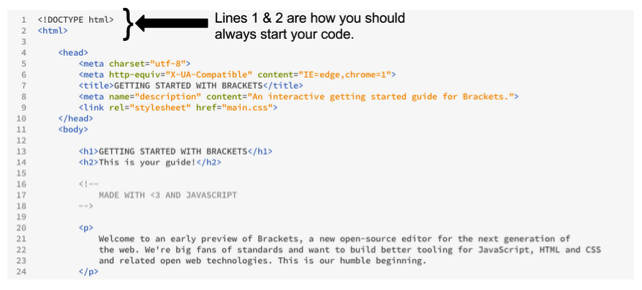 1 <!DOCTYPE html>
2 <html>
Lines 1 & 2 are how you should
always start your code.
3
4 <head>
5 <meta charset="utf-8">
6 <meta http-equiv="X-UA-Compatible" content="IE=edge,chrome=1">
7 <title>GETTING STARTED WITH BRACKETS</title>
8 <meta name="description" content="An interactive getting started guide for Brackets.">
9 <link rel="stylesheet" href="main.css">
10 </head>
11 <body>
12
13 <h1>GETTING STARTED WITH BRACKETS</h1>
14 <h2>This is your guide!</h2>
15
16 <!--
17 MADE WITH <3 AND JAVASCRIPT
18 -->
19
20 <p>
21 Welcome to an early preview of Brackets, a new open-source editor for the next generation of
22 the web. We're big fans of standards and want to build better tooling for JavaScript, HTML and CSS
23 and related open web technologies. This is our humble beginning.
24 </p>